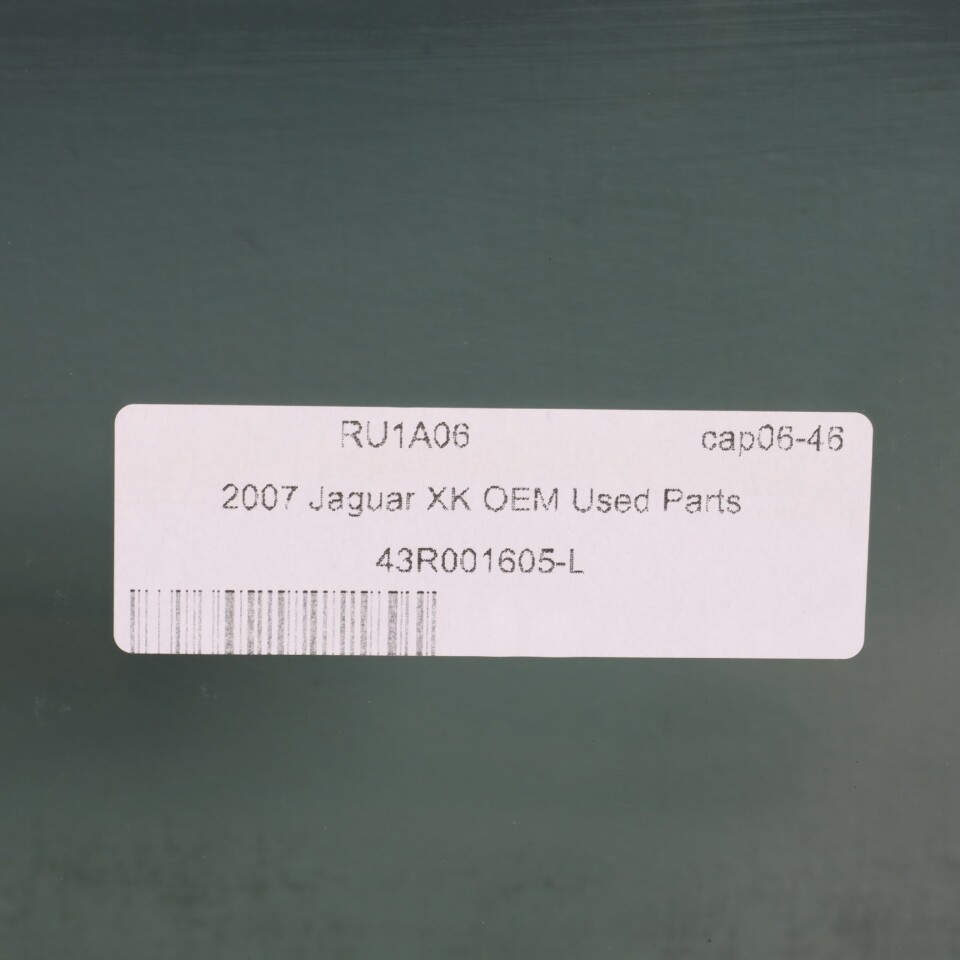 RU1A06 cap06-46
2007 Jaguar XK OEM Used Parts
43R001605-L